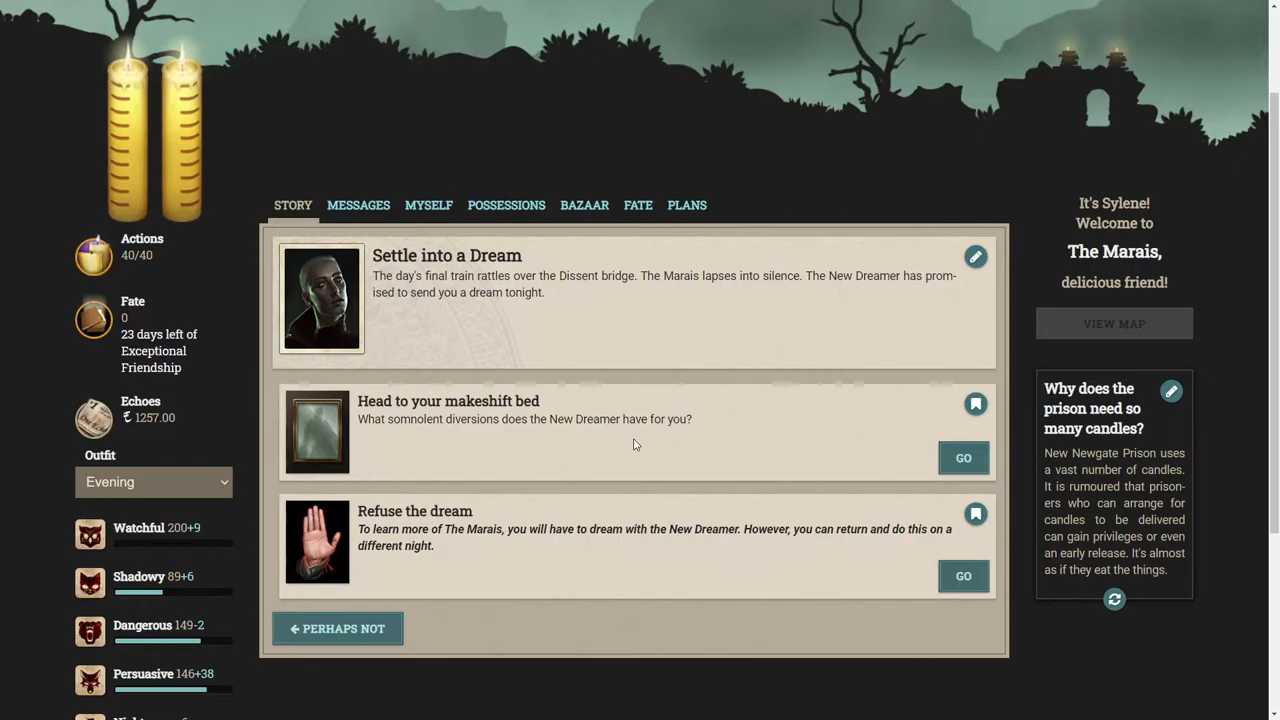 STORY MESSAGES MYSELF POSSESSIONS BAZAAR FATE PLANS
Actions
40/40
Fate
0
23 days left of
Exceptional
Friendship
Echoes
1257.00
Outfit
Evening
Watchful 200+9
Shadowy 89+6
Dangerous 149-2
Persuasive 146+38
Settle into a Dream
The day's final train rattles over the Dissent bridge. The Marais lapses into silence. The New Dreamer has prom-
ised to send you a dream tonight.
Head to your makeshift bed
What somnolent diversions does the New Dreamer have for you?
GO
Refuse the dream
To learn more of The Marais, you will have to dream with the New Dreamer. However, you can return and do this on a
different night.
GO
PERHAPS NOT
It's Sylene!
Welcome to
The Marais,
delicious friend!
VIEW MAP
Why does the
prison need so
many candles?
New Newgate Prison uses
a vast number of candles.
It is rumoured that prison-
ers who can arrange for
candles to be delivered
can gain privileges or even
an early release. It's almost
as if they eat the things.